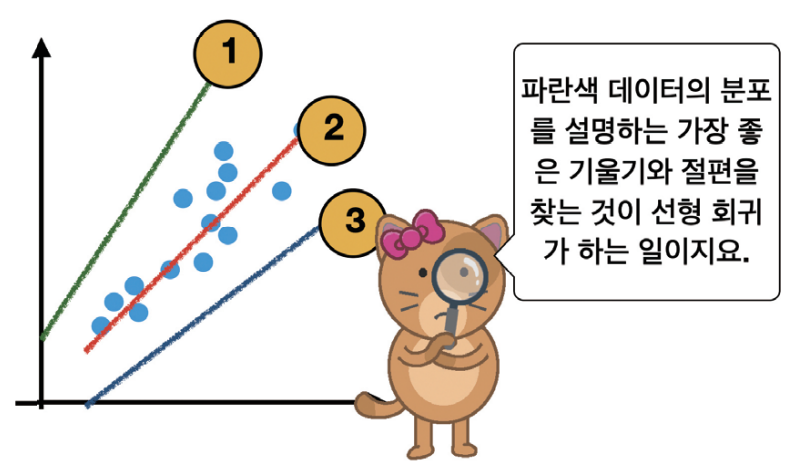 1
2
3
파란색 데이터의 분포
를 설명하는 가장 좋
은 기울기와 절편을
찾는 것이 선형 회귀
가 하는 일이지요.